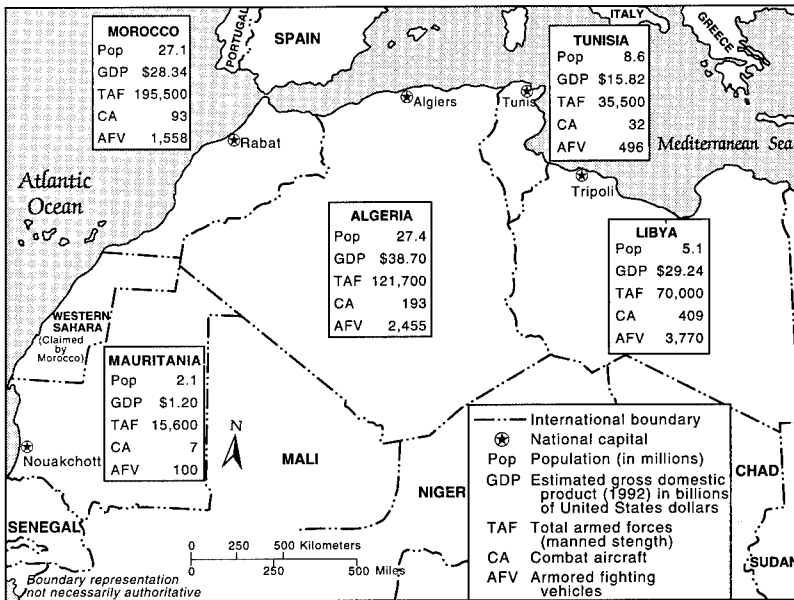 MOROCCO
Pop 27.1
GDP $28.34
TAF 195,500
CA 93
AFV 1,558
PORTUGAL
SPAIN
ITALY
GREECE
TUNISIA
Pop 8.6
GDP $15.82
TAF 35,500
CA 32
AFV 496
Algiers
Tunis
Rabat
Mediterranean Sea
Tripoli
Atlantic
Ocean
ALGERIA
Pop 27.4
GDP $38.70
TAF 121,700
CA 193
AFV 2,455
LIBYA
Pop 5.1
GDP $29.24
TAF 70,000
CA 409
AFV 3,770
WESTERN
SAHARA
(Claimed
by
Morocco)
MAURITANIA
Pop 2.1
GDP $1.20
TAF 15,600
CA 7
AFV 100
Nouakchott
N
MALI
NIGER
CHAD
SUDAN
SENEGAL
International boundary
National capital
Pop Population (in millions)
GDP Estimated gross domestic
product (1992) in billions
of United States dollars
TAF Total armed forces
(manned stength)
CA Combat aircraft
AFV Armored fighting
vehicles
0 250 500 Kilometers
0 250 500 Miles
Boundary representation
not necessarily authoritative